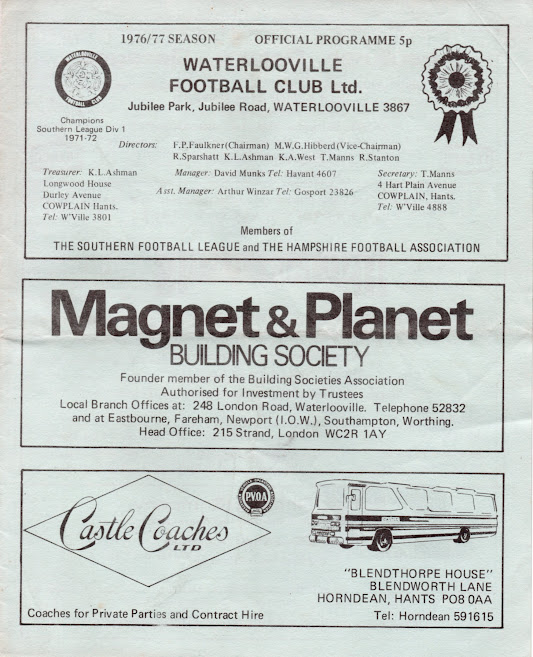 1976/77 SEASON OFFICIAL PROGRAMME 5p
WATERLOOVILLE
FOOTBALL CLUB Ltd.
Jubilee Park, Jubilee Road, WATERLOOVILLE 3867
WATERLOOVILLE
FOOTBALL CLUB
Champions
Southern League Div 1
1971-72
Directors: F.P.Faulkner(Chairman) M.W.G.Hibberd(Vice-Chairman)
R.Sparshatt K.L.Ashman K.A.West T.Manns R.Stanton
Treasurer: K.L.Ashman
Longwood House
Durley Avenue
COWPLAIN Hants.
Tel: W'Ville 3801
Manager: David Munks Tel: Havant 4607
Asst. Manager: Arthur Winzar Tel: Gosport 23826
Secretary: T.Manns
4 Hart Plain Avenue
COWPLAIN, Hants.
Tel: W'Ville 4888
Members of
THE SOUTHERN FOOTBALL LEAGUE and THE HAMPSHIRE FOOTBALL ASSOCIATION
Magnet & Planet
BUILDING SOCIETY
Founder member of the Building Societies Association
Authorised for Investment by Trustees
Local Branch Offices at: 248 London Road, Waterlooville. Telephone 52832
and at Eastbourne, Fareham, Newport (I.O.W.), Southampton, Worthing.
Head Office: 215 Strand, London WC2R 1AY
Castle Coaches
LTD
PVOA
Coaches for Private Parties and Contract Hire
"BLENDTHORPE HOUSE"
BLENDWORTH LANE
HORNDEAN, HANTS PO8 0AA
Tel: Horndean 591615